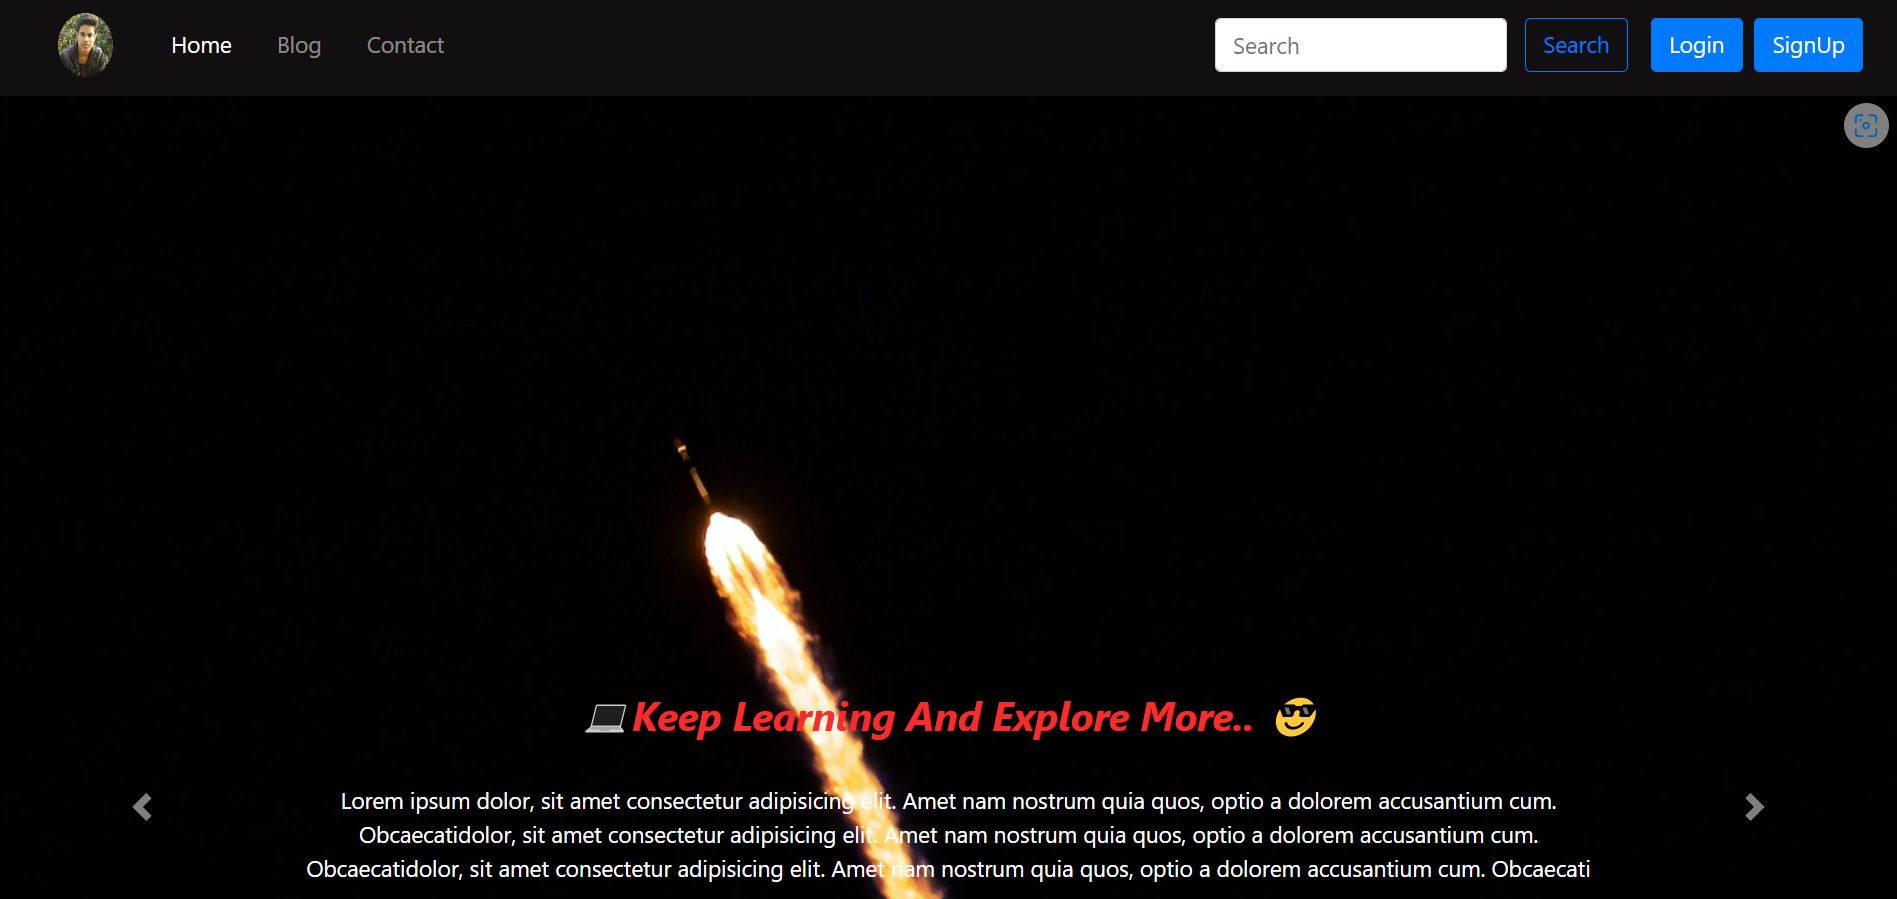 Home Blog Contact Search Search Login SignUp
💻Keep Learning And Explore More.. 😎
Lorem ipsum dolor, sit amet consectetur adipisicing elit. Amet nam nostrum quia quos, optio a dolorem accusantium cum.
Obcaecatidolor, sit amet consectetur adipisicing elit. Amet nam nostrum quia quos, optio a dolorem accusantium cum.
Obcaecatidolor, sit amet consectetur adipisicing elit. Amet nam nostrum quia quos, optio a dolorem accusantium cum. Obcaecati